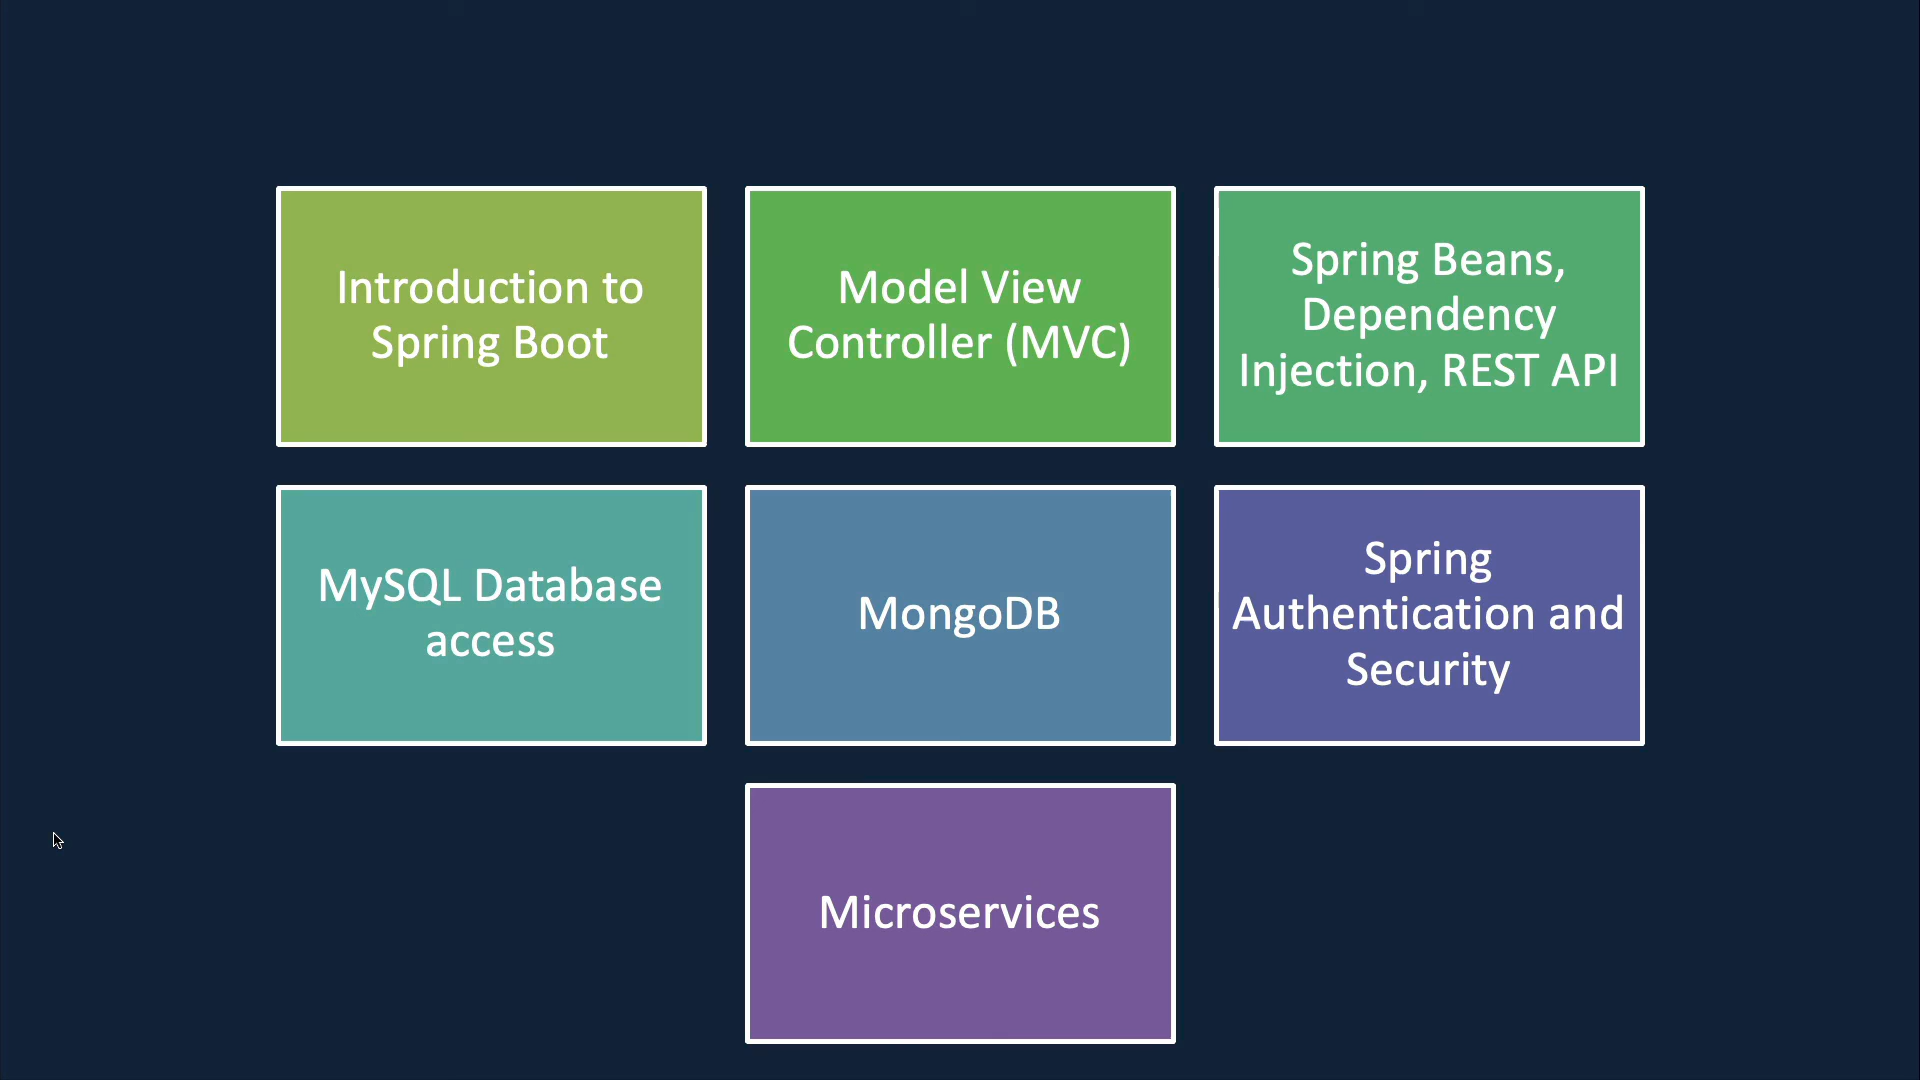 Introduction to
Spring Boot
Model View
Controller (MVC)
Spring Beans,
Dependency
Injection, REST API
MySQL Database
access
MongoDB
Spring
Authentication and
Security
Microservices